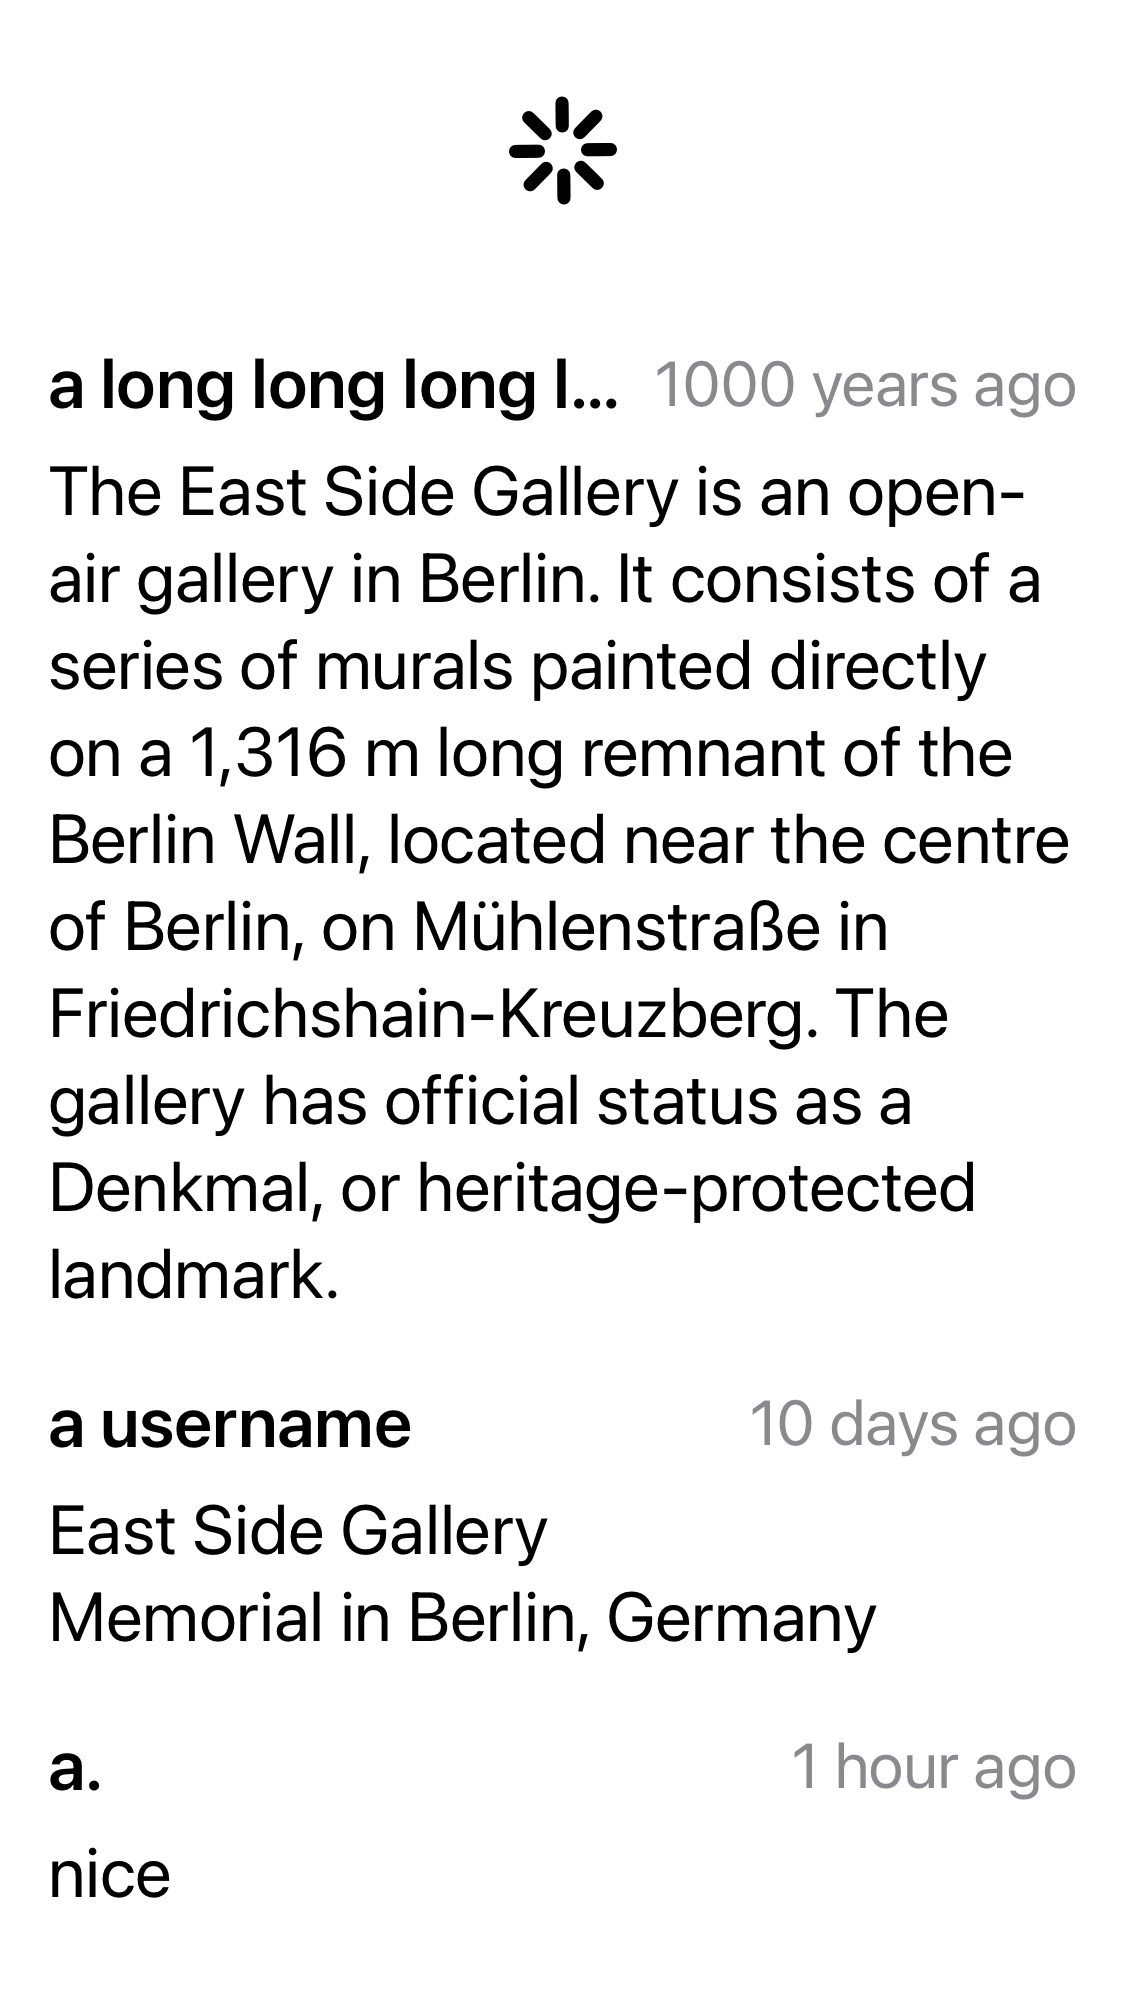 a long long long l... 1000 years ago
The East Side Gallery is an open-
air gallery in Berlin. It consists of a
series of murals painted directly
on a 1,316 m long remnant of the
Berlin Wall, located near the centre
of Berlin, on Mühlenstraße in
Friedrichshain-Kreuzberg. The
gallery has official status as a
Denkmal, or heritage-protected
landmark.
a username 10 days ago
East Side Gallery
Memorial in Berlin, Germany
a. 1 hour ago
nice